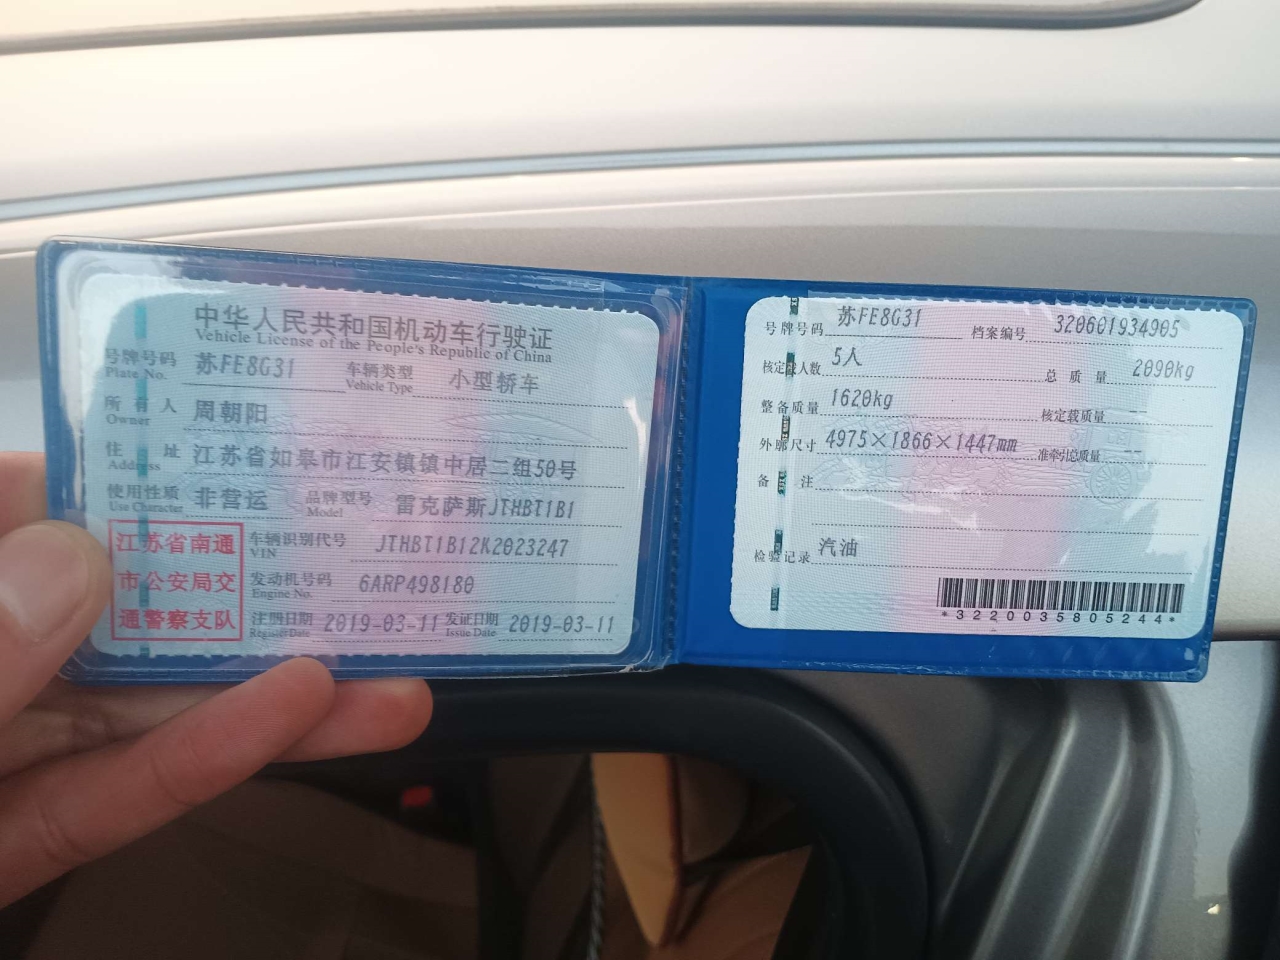 中华人民共和国机动车行驶证
Vehicle License of the People's Republic of China
号牌号码 苏FE8G31 车辆类型 小型轿车
Plate No. Vehicle Type
所有人 周朝阳
Owner
住址 江苏省如皋市江安镇镇中居二组50号
Address
使用性质 非营运 品牌型号 雷克萨斯JTHBT1B1
Use Character Model
江苏省南通
市公安局交
通警察支队
车辆识别代号 JTHBT1B12K2023247
VIN
发动机号码 6ARP498180
Engine No.
注册日期 2019-03-11 发证日期 2019-03-11
Register Date Issue Date
号牌号码 苏FE8G31 档案编号 320601934905
核定载人数 5人 总质量 2090kg
整备质量 1620kg 核定载质量 --
外廓尺寸 4975×1866×1447mm 准牵引总质量 --
备注
检验记录 汽油
*3220035805244*